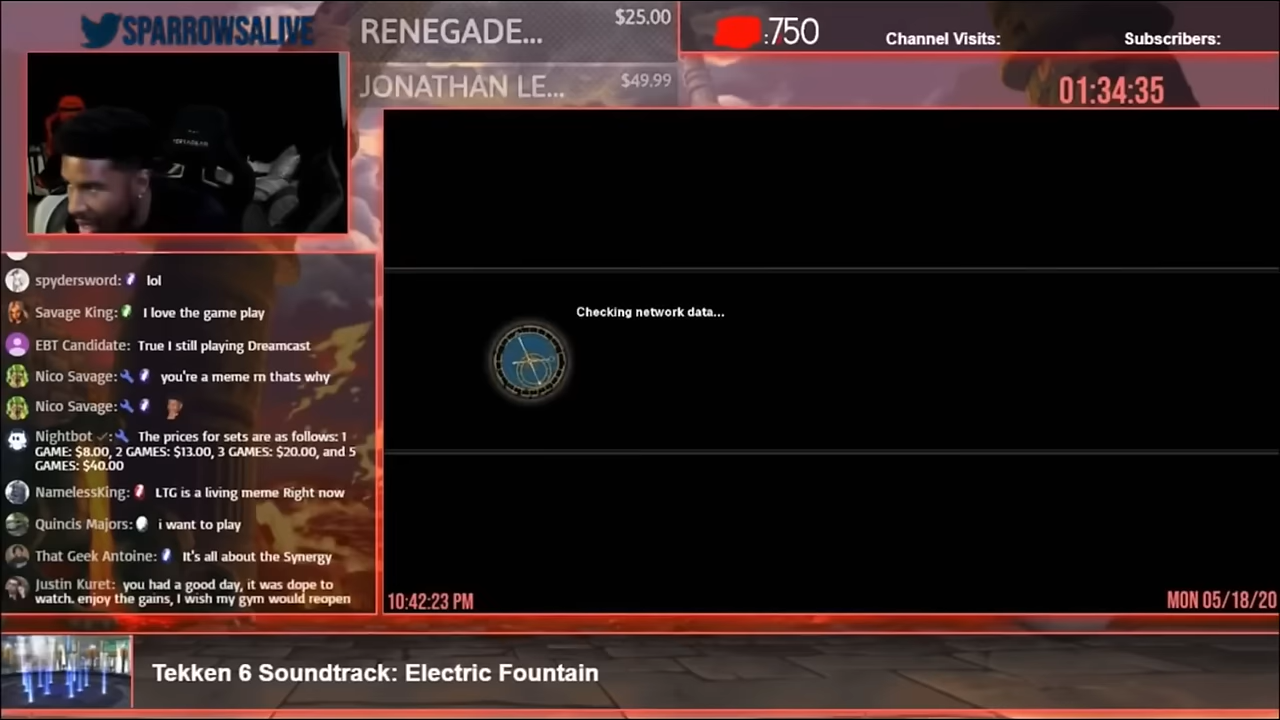 SPARROWSALIVE
RENEGADE...
$25.00
JONATHAN LE...
$49.99
:750
Channel Visits:
Subscribers:
01:34:35
spydersword: lol
Savage King: I love the game play
EBT Candidate: True I still playing Dreamcast
Nico Savage: you're a meme rn thats why
Nico Savage:
Nightbot : The prices for sets are as follows: 1
GAME: $8.00, 2 GAMES: $13.00, 3 GAMES: $20.00, and 5
GAMES: $40.00
NamelessKing: LTG is a living meme Right now
Quincis Majors: i want to play
That Geek Antoine: It's all about the Synergy
Justin Kuret: you had a good day, it was dope to
watch. enjoy the gains, I wish my gym would reopen
Checking network data...
10:42:23 PM
MON 05/18/20
Tekken 6 Soundtrack: Electric Fountain